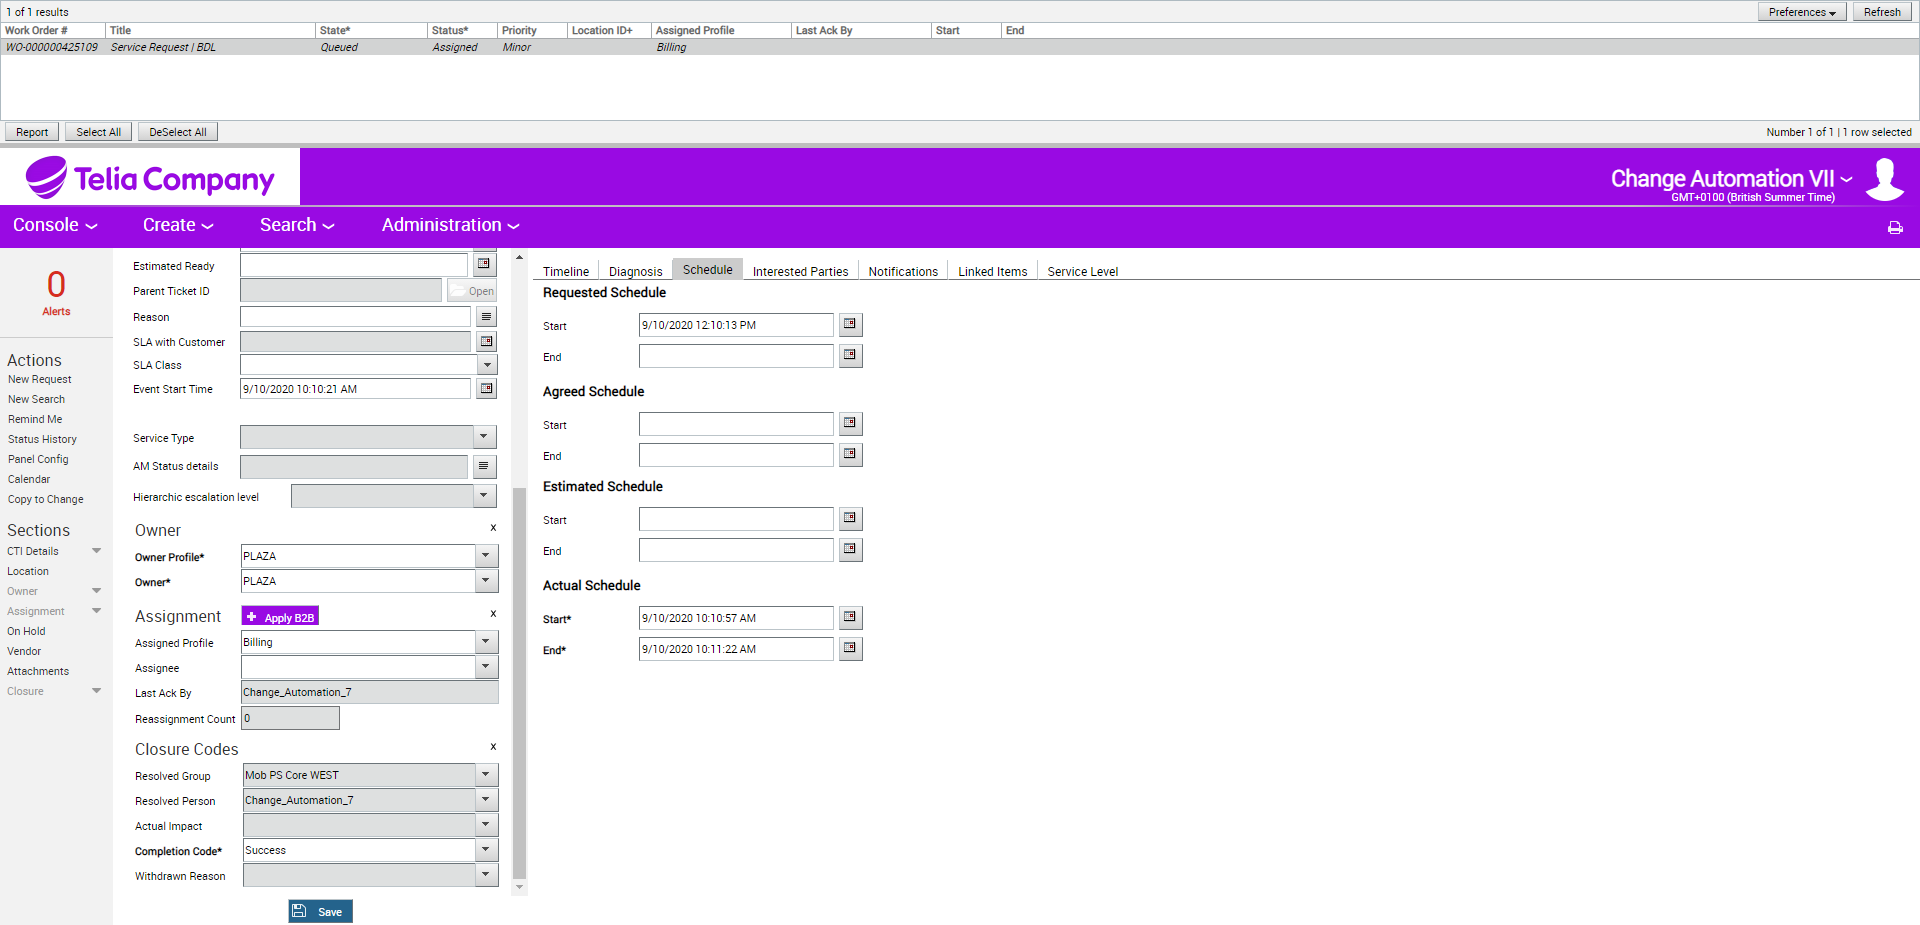 1 of 1 results
Preferences
Refresh
Work Order #
Title
State*
Status*
Priority
Location ID+
Assigned Profile
Last Ack By
Start
End
WO-000000425109
Service Request | BDL
Queued
Assigned
Minor
Billing
Report
Select All
DeSelect All
Number 1 of 1 | 1 row selected
Telia Company
Change Automation VII
GMT+0100 (British Summer Time)
Console
Create
Search
Administration
0
Alerts
Actions
New Request
New Search
Remind Me
Status History
Panel Config
Calendar
Copy to Change
Sections
CTI Details
Location
Owner
Assignment
On Hold
Vendor
Attachments
Closure
Estimated Ready
Parent Ticket ID
Open
Reason
SLA with Customer
SLA Class
Event Start Time
9/10/2020 10:10:21 AM
Service Type
AM Status details
Hierarchic escalation level
Owner
x
Owner Profile*
PLAZA
Owner*
PLAZA
Assignment
Apply B2B
x
Assigned Profile
Billing
Assignee
Last Ack By
Change_Automation_7
Reassignment Count
0
Closure Codes
x
Resolved Group
Mob PS Core WEST
Resolved Person
Change_Automation_7
Actual Impact
Completion Code*
Success
Withdrawn Reason
Save
Timeline
Diagnosis
Schedule
Interested Parties
Notifications
Linked Items
Service Level
Requested Schedule
Start
9/10/2020 12:10:13 PM
End
Agreed Schedule
Start
End
Estimated Schedule
Start
End
Actual Schedule
Start*
9/10/2020 10:10:57 AM
End*
9/10/2020 10:11:22 AM